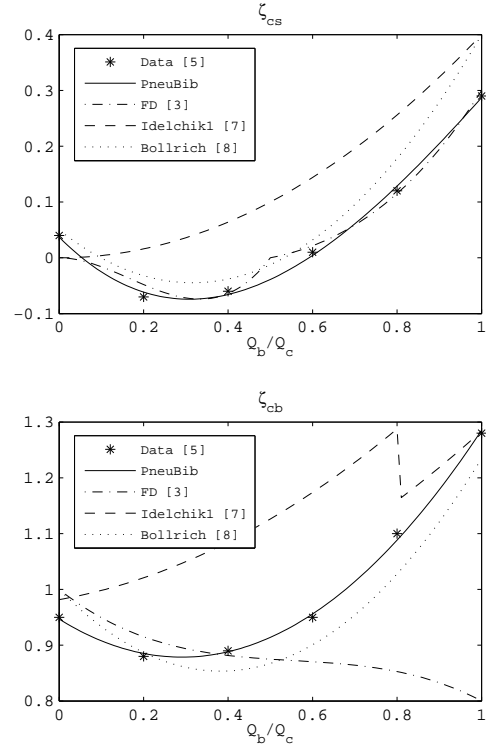 ζcs
0.4
0.3
0.2
0.1
0
-0.1
Data [5]
PneuBib
FD [3]
Idelchik1 [7]
Bollrich [8]
0 0.2 0.4 0.6 0.8 1
Qb/Qc
ζcb
1.3
1.2
1.1
1
0.9
0.8
Data [5]
PneuBib
FD [3]
Idelchik1 [7]
Bollrich [8]
0 0.2 0.4 0.6 0.8 1
Qb/Qc